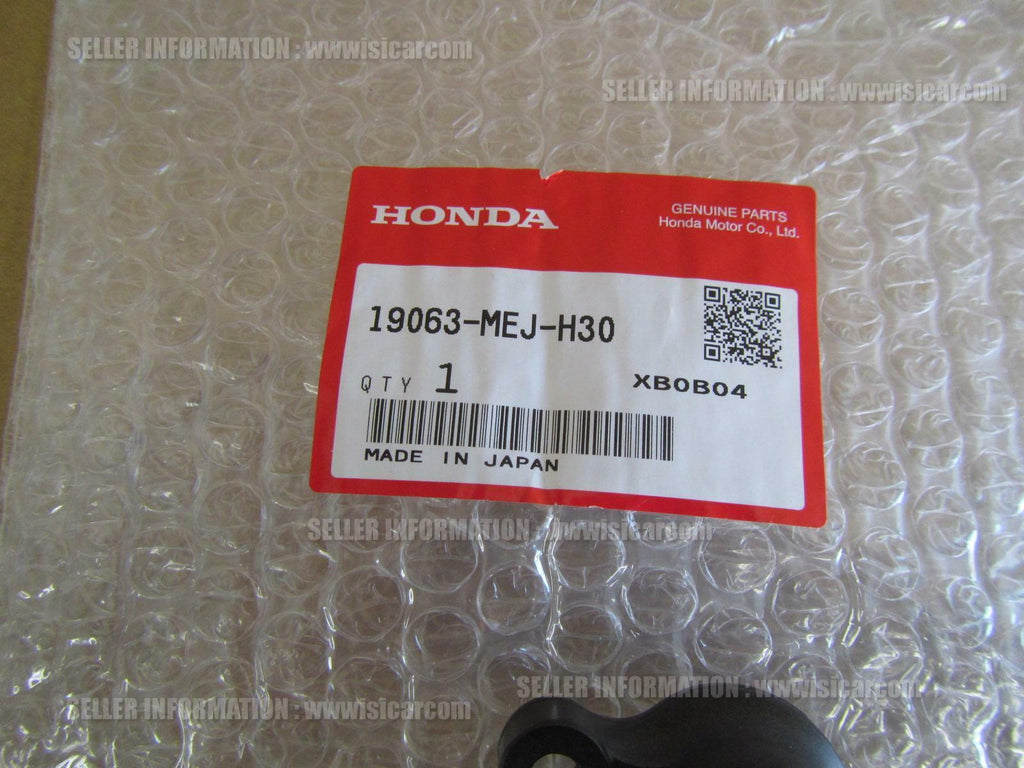 SELLER INFORMATION : wwwisicarcom
SELLER INFORMATION : wwwisicarcom
HONDA
GENUINE PARTS
Honda Motor Co., Ltd.
19063-MEJ-H30
QTY 1
XB0B04
MADE IN JAPAN
SELLER INFORMATION : wwwisicarcom
SELLER INFORMATION : wwwisicarcom
SELLER INFORMATION : wwwisicarcom